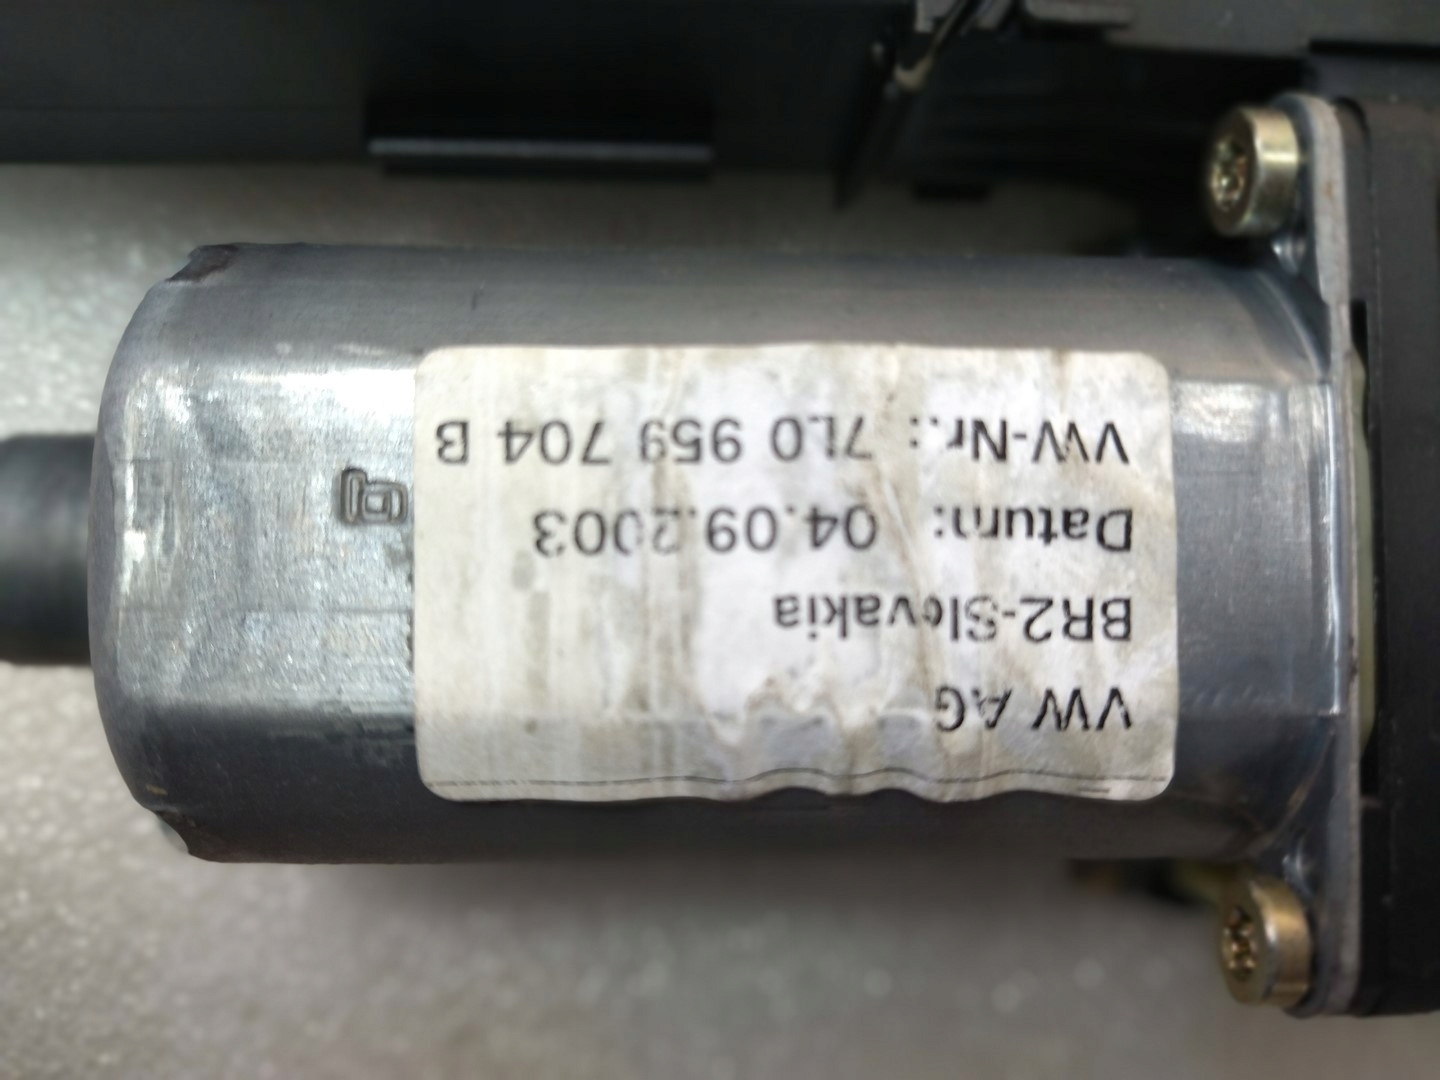 VW AG
BR2-Slovakia
Datum: 04.09.2003
VW-Nr.: 7L0 959 704 B